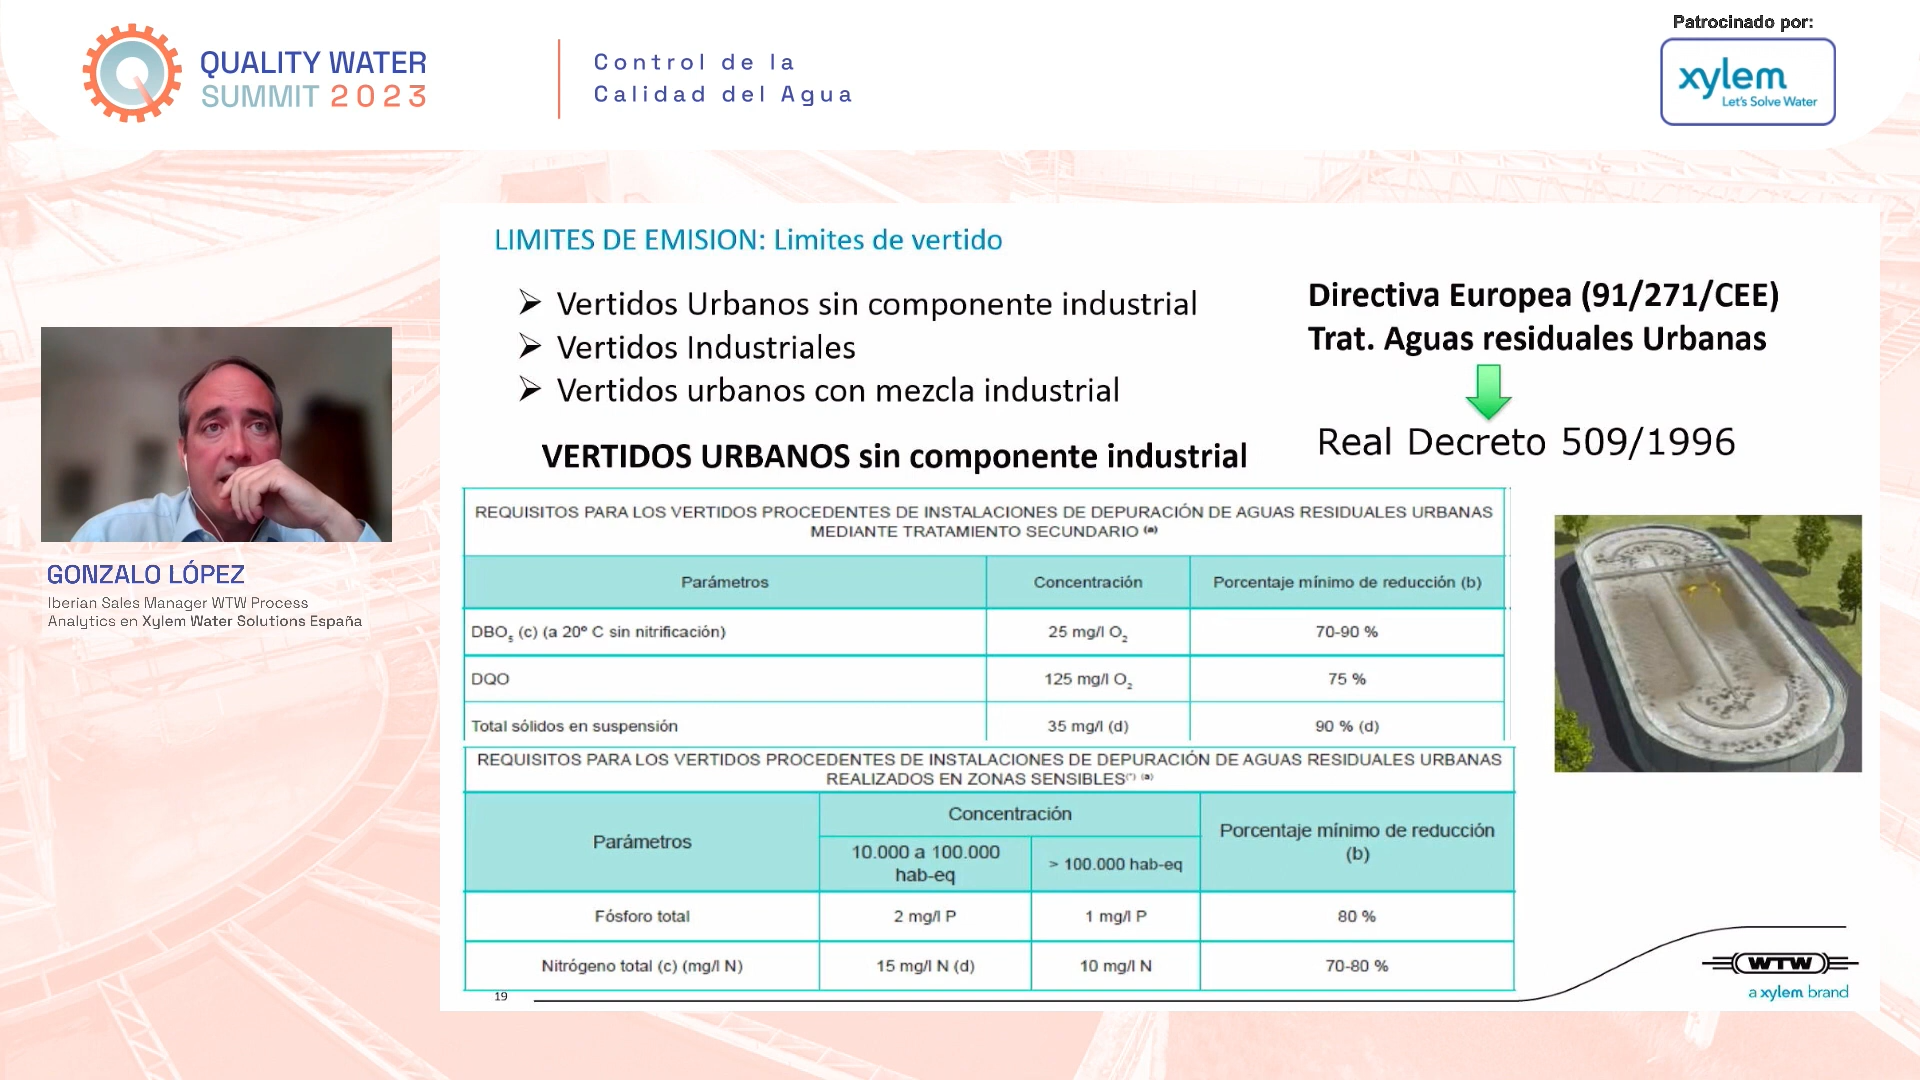 QUALITY WATER
SUMMIT 2023
Control de la
Calidad del Agua
Patrocinado por:
xylem
Let's Solve Water
GONZALO LÓPEZ
Iberian Sales Manager WTW Process
Analytics en Xylem Water Solutions España
LIMITES DE EMISION: Limites de vertido
Vertidos Urbanos sin componente industrial
Vertidos Industriales
Vertidos urbanos con mezcla industrial
Directiva Europea (91/271/CEE)
Trat. Aguas residuales Urbanas
Real Decreto 509/1996
VERTIDOS URBANOS sin componente industrial
REQUISITOS PARA LOS VERTIDOS PROCEDENTES DE INSTALACIONES DE DEPURACIÓN DE AGUAS RESIDUALES URBANAS
MEDIANTE TRATAMIENTO SECUNDARIO (a)
Parámetros Concentración Porcentaje mínimo de reducción (b)
DBO5 (c) (a 20º C sin nitrificación) 25 mg/l O2 70-90 %
DQO 125 mg/l O2 75 %
Total sólidos en suspensión 35 mg/l (d) 90 % (d)
REQUISITOS PARA LOS VERTIDOS PROCEDENTES DE INSTALACIONES DE DEPURACIÓN DE AGUAS RESIDUALES URBANAS
REALIZADOS EN ZONAS SENSIBLES(*) (a)
Parámetros
Concentración
10.000 a 100.000
hab-eq
> 100.000 hab-eq
Porcentaje mínimo de reducción
(b)
Fósforo total 2 mg/l P 1 mg/l P 80 %
Nitrógeno total (c) (mg/l N) 15 mg/l N (d) 10 mg/l N 70-80 %
19
WTW
a xylem brand